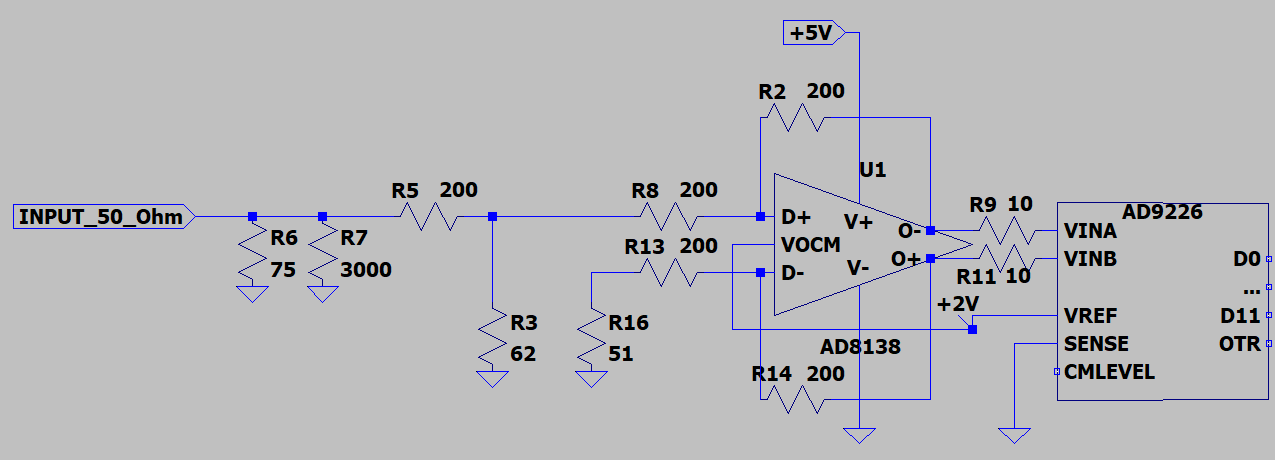 +5V
R2 200
U1
R5 200
R8 200
INPUT_50_Ohm
R6
75
R7
3000
R13 200
D+
VOCM
D-
V+
V-
O-
O+
R9 10
R11 10
AD9226
VINA
VINB
D0
...
+2V
VREF
D11
SENSE
OTR
CMLEVEL
R3
62
R16
51
AD8138
R14 200